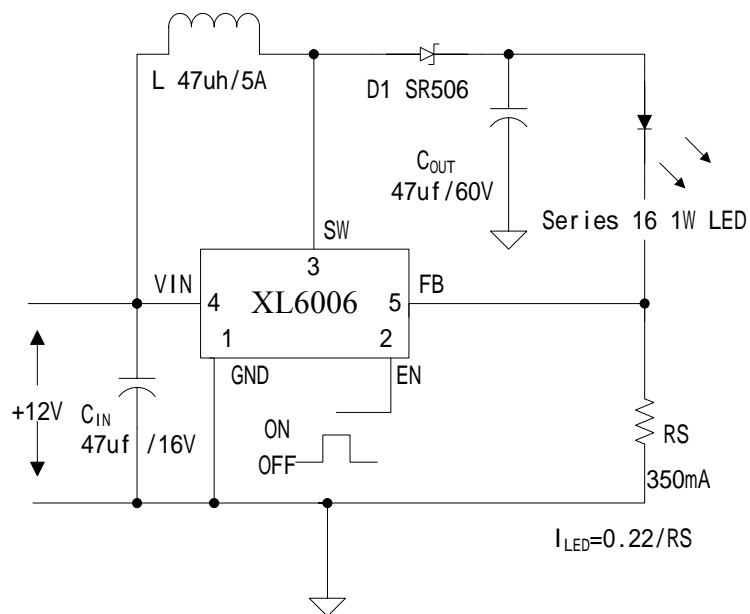 L 47uh/5A
D1 SR506
COUT
47uf/60V
Series 16 1W LED
SW
3
VIN
4
XL6006
5
FB
1
2
GND
EN
+12V
CIN
47uf /16V
ON
OFF
RS
350mA
ILED=0.22/RS